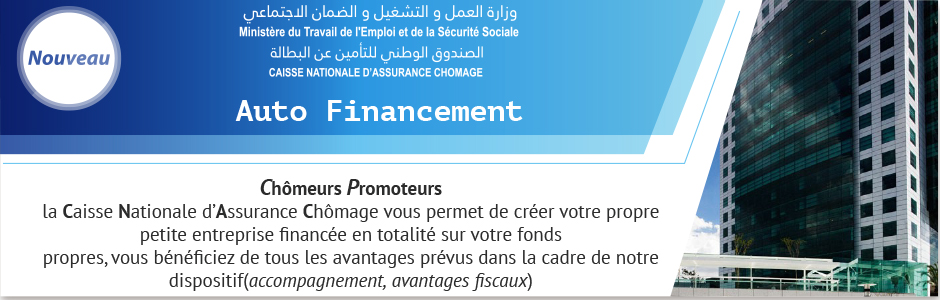 Nouveau
وزارة العمل و التشغيل و الضمان الاجتماعي
Ministère du Travail de l'Emploi et de la Sécurité Sociale
الصندوق الوطني للتأمين عن البطالة
CAISSE NATIONALE D'ASSURANCE CHOMAGE
Auto Financement
Chômeurs Promoteurs
la Caisse Nationale d'Assurance Chômage vous permet de créer votre propre
petite entreprise financée en totalité sur votre fonds
propres, vous bénéficiez de tous les avantages prévus dans la cadre de notre
dispositif(accompagnement, avantages fiscaux)